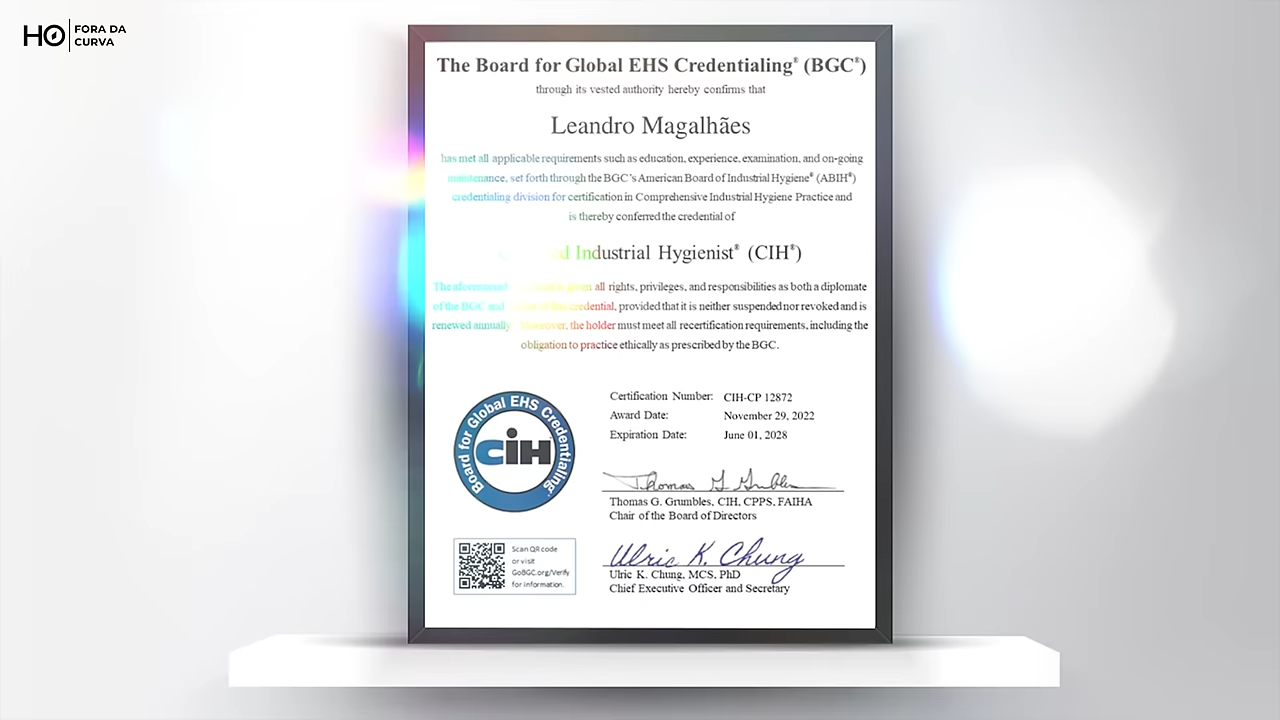 HO FORA DA
CURVA
The Board for Global EHS Credentialing® (BGC®)
through its vested authority hereby confirms that
Leandro Magalhães
has met all applicable requirements such as education, experience, examination, and on-going
maintenance, set forth through the BGC's American Board of Industrial Hygiene® (ABIH®)
credentialing division for certification in Comprehensive Industrial Hygiene Practice and
is thereby conferred the credential of
Industrial Hygienist® (CIH®)
The aforenamed given all rights, privileges, and responsibilities as both a diplomate
of the BGC and credential, provided that it is neither suspended nor revoked and is
renewed annually. the holder must meet all recertification requirements, including the
obligation to practice ethically as prescribed by the BGC.
Board for Global EHS Credentialing
CIH
Certification Number: CIH-CP 12872
Award Date: November 29, 2022
Expiration Date: June 01, 2028
Thomas G Grumbles
Thomas G. Grumbles, CIH, CPPS, FAIHA
Chair of the Board of Directors
Scan QR code
or visit
GoBGC.org/Verify
for information.
Ulric K. Chung
Ulric K. Chung, MCS, PhD
Chief Executive Officer and Secretary